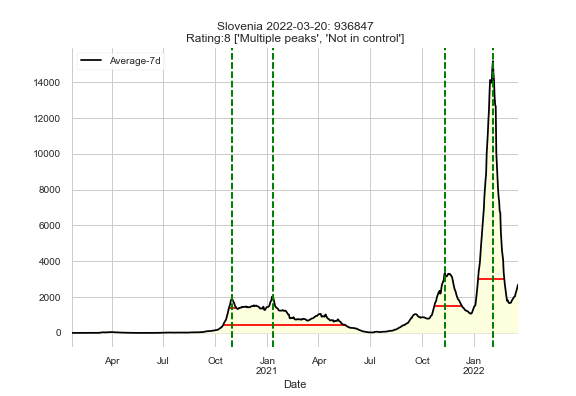 Slovenia 2022-03-20: 936847
Rating:8 ['Multiple peaks', 'Not in control']
Average-7d
14000
12000
10000
8000
6000
4000
2000
0
Apr Jul Oct Jan Apr Jul Oct Jan
2021 2022
Date